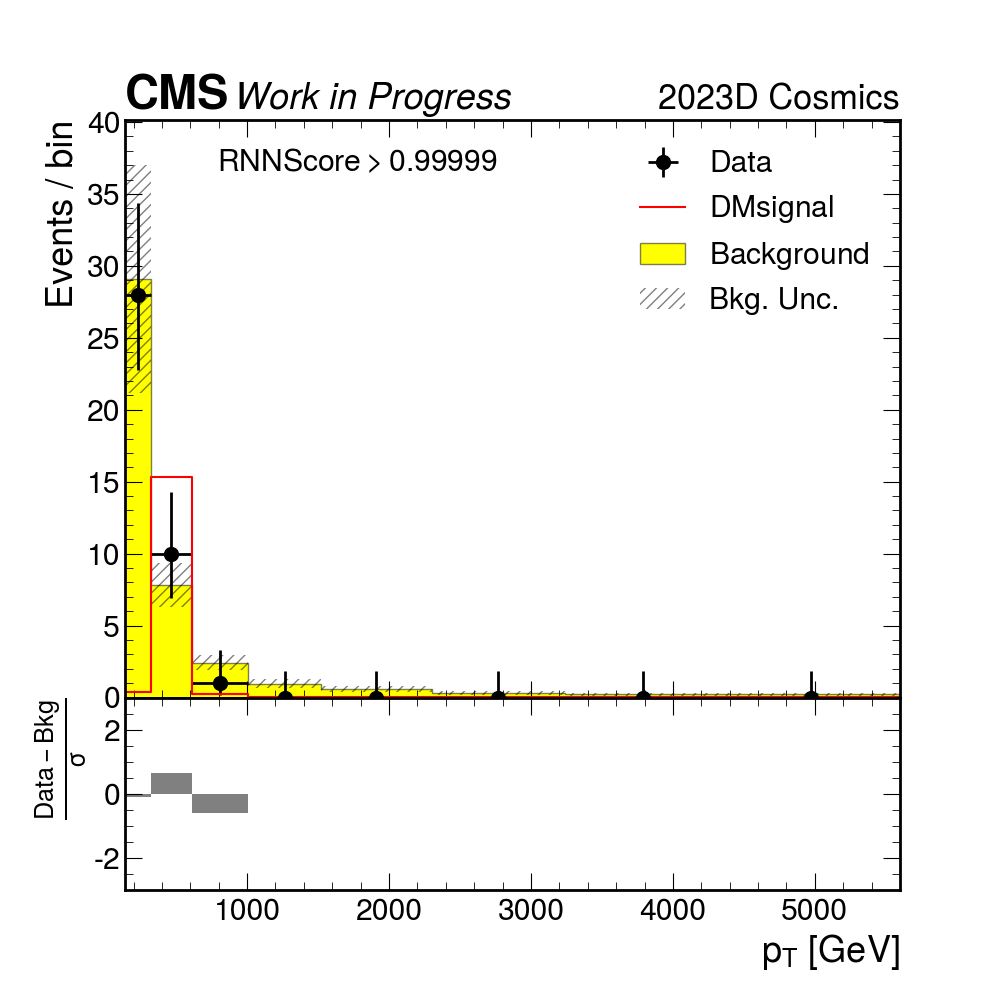 CMS Work in Progress 2023D Cosmics
Events / bin
40
35
30
25
20
15
10
5
0
RNNScore > 0.99999
Data
DMsignal
Background
Bkg. Unc.
Data – Bkg
σ
2
0
-2
1000 2000 3000 4000 5000
pT [GeV]